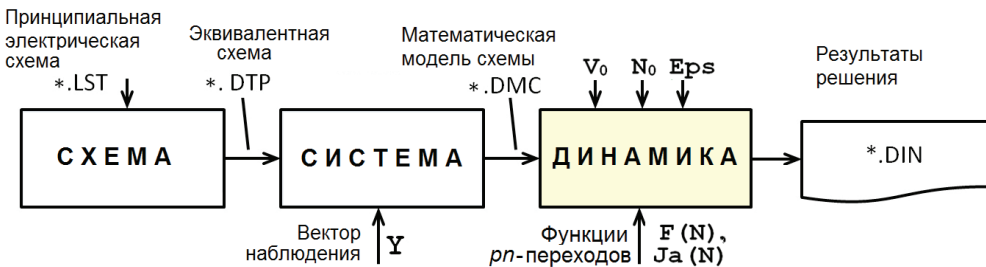 Принципиальная
электрическая
схема
*.LST
Эквивалентная
схема
*. DTP
Математическая
модель схемы
*.DMC
V₀ N₀ Eps
Результаты
решения
СХЕМА
СИСТЕМА
ДИНАМИКА
*.DIN
Вектор
наблюдения
Y
Функции
pn-переходов
F(N),
Ja(N)